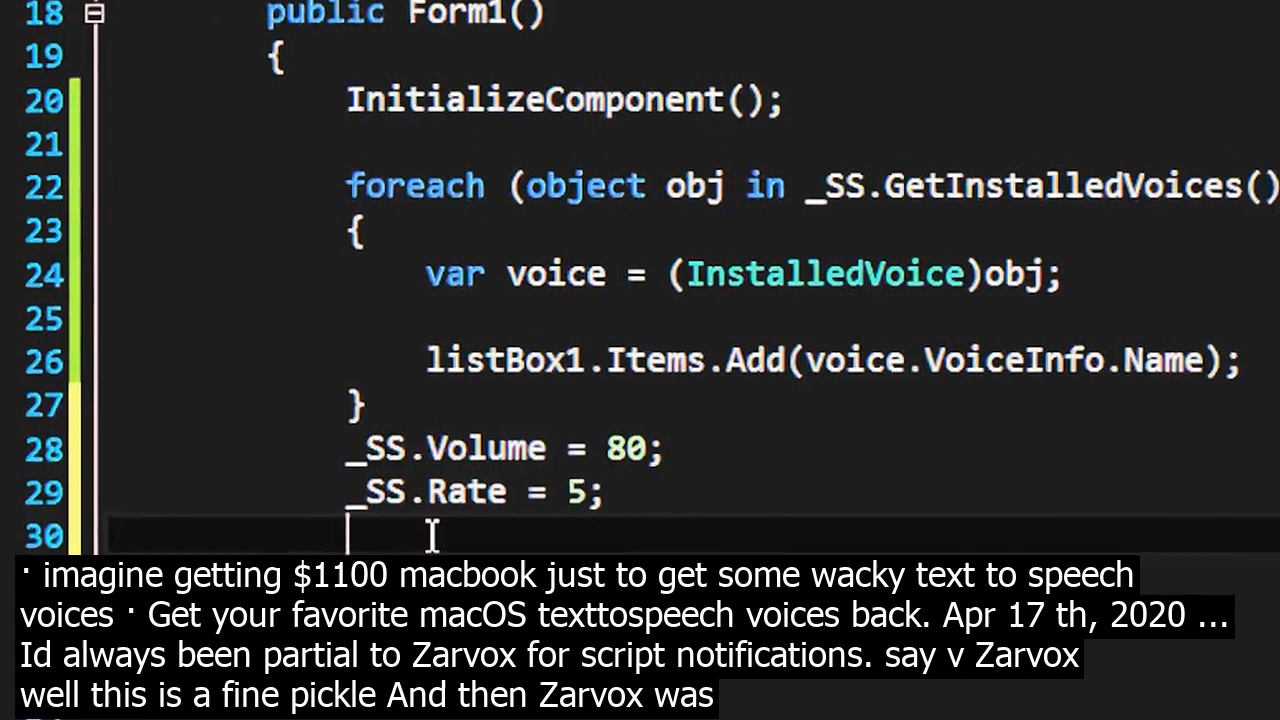 18 public Form1()
19 {
20 InitializeComponent();
21
22 foreach (object obj in _SS.GetInstalledVoices()
23 {
24 var voice = (InstalledVoice)obj;
25
26 listBox1.Items.Add(voice.VoiceInfo.Name);
27 }
28 _SS.Volume = 80;
29 _SS.Rate = 5;
30
· imagine getting $1100 macbook just to get some wacky text to speech
voices · Get your favorite macOS texttospeech voices back. Apr 17 th, 2020 ...
Id always been partial to Zarvox for script notifications. say v Zarvox
well this is a fine pickle And then Zarvox was